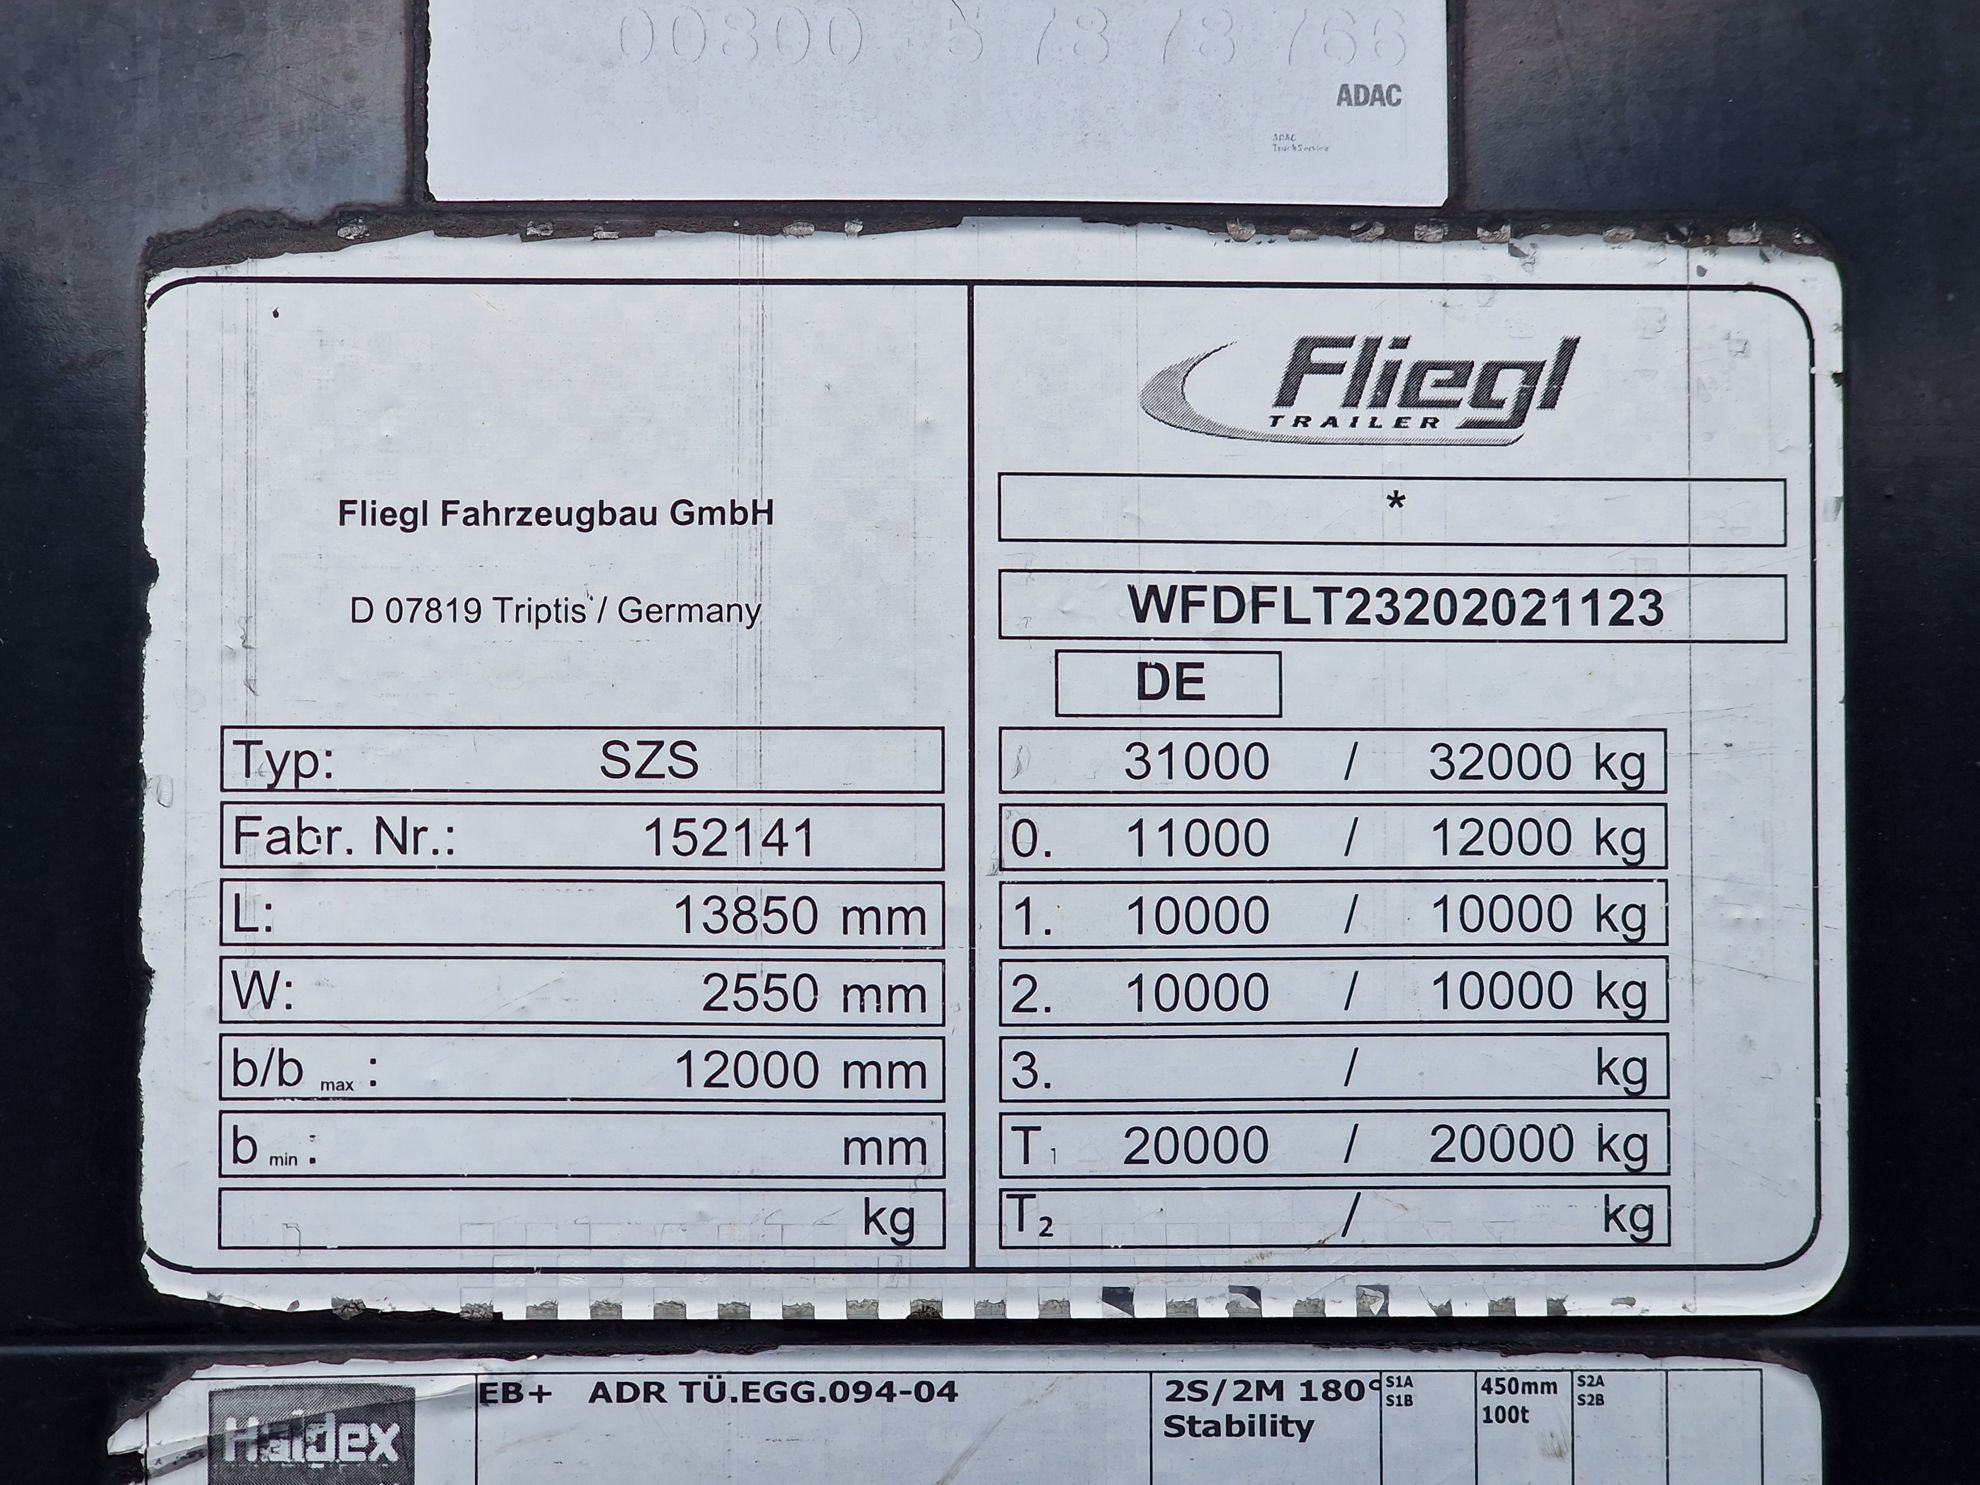 00800 - 5 78 78 766
ADAC
ADAC
TruckService
Fliegl
TRAILER
Fliegl Fahrzeugbau GmbH
D 07819 Triptis / Germany
*
WFDFLT23202021123
DE
Typ: SZS
Fabr. Nr.: 152141
L: 13850 mm
W: 2550 mm
b/b max : 12000 mm
b min : mm
kg
31000 / 32000 kg
0. 11000 / 12000 kg
1. 10000 / 10000 kg
2. 10000 / 10000 kg
3. / kg
T 1 20000 / 20000 kg
T2 / kg
Haldex
EB+ ADR TÜ.EGG.094-04
2S/2M 180°
Stability
S1A
S1B
450mm
100t
S2A
S2B